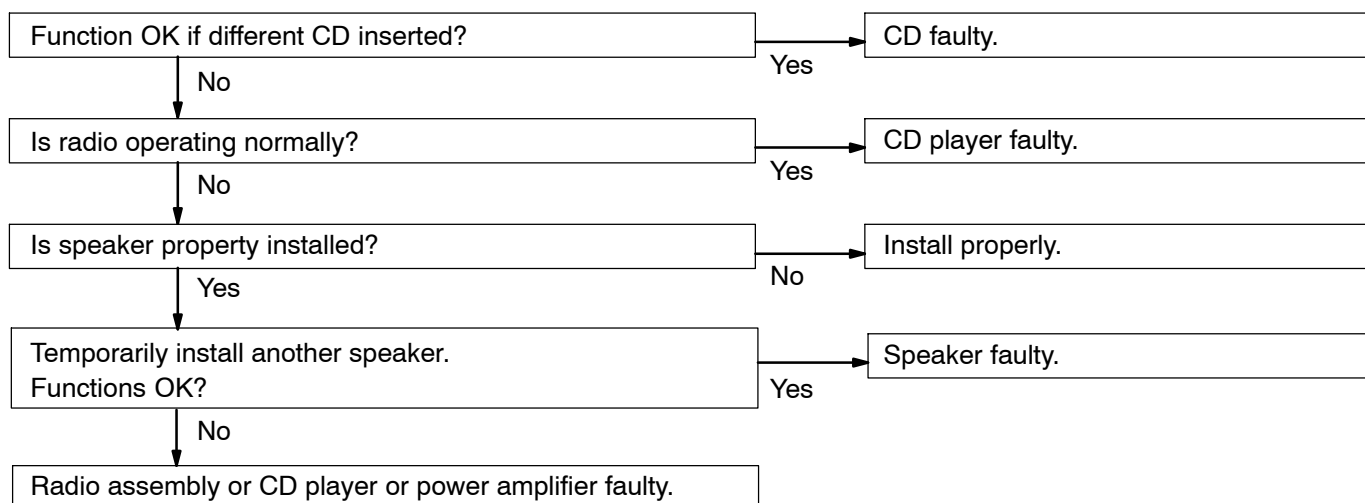 Function OK if different CD inserted?
CD faulty.
Yes
No
Is radio operating normally?
CD player faulty.
Yes
No
Is speaker property installed?
Install properly.
No
Yes
Temporarily install another speaker.
Functions OK?
Speaker faulty.
Yes
No
Radio assembly or CD player or power amplifier faulty.